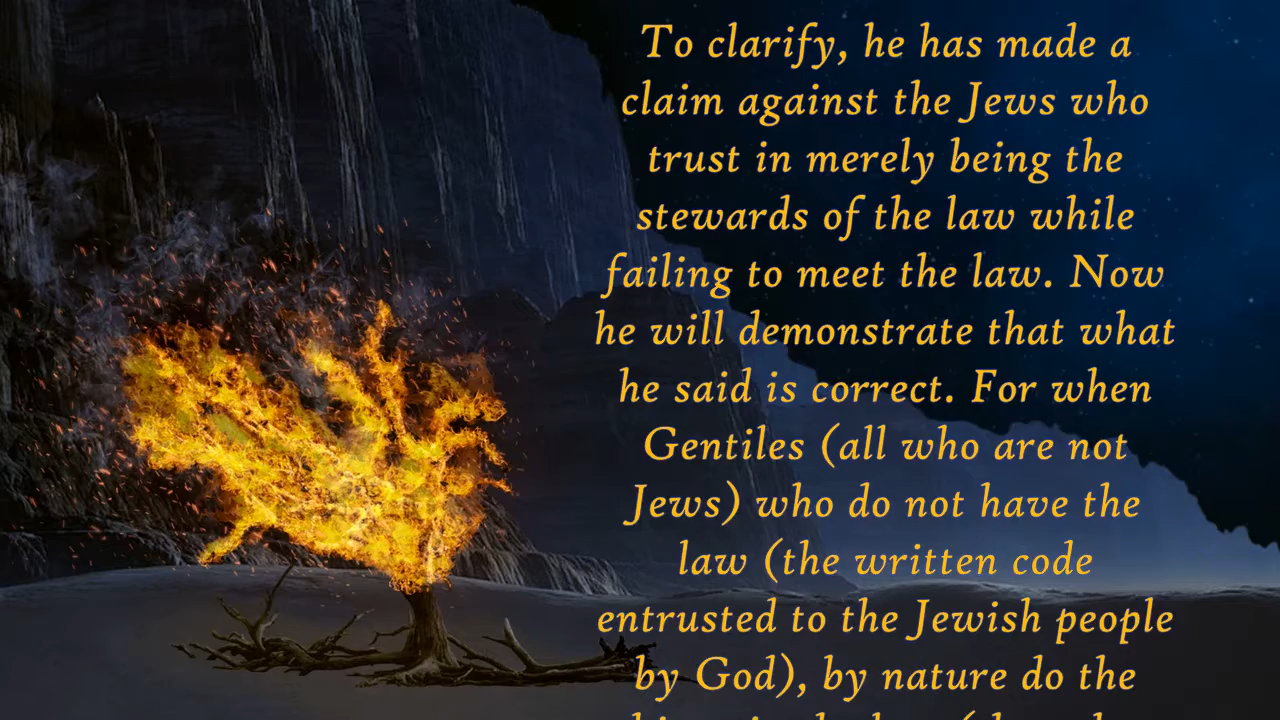 To clarify, he has made a
claim against the Jews who
trust in merely being the
stewards of the law while
failing to meet the law. Now
he will demonstrate that what
he said is correct. For when
Gentiles (all who are not
Jews) who do not have the
law (the written code
entrusted to the Jewish people
by God), by nature do the